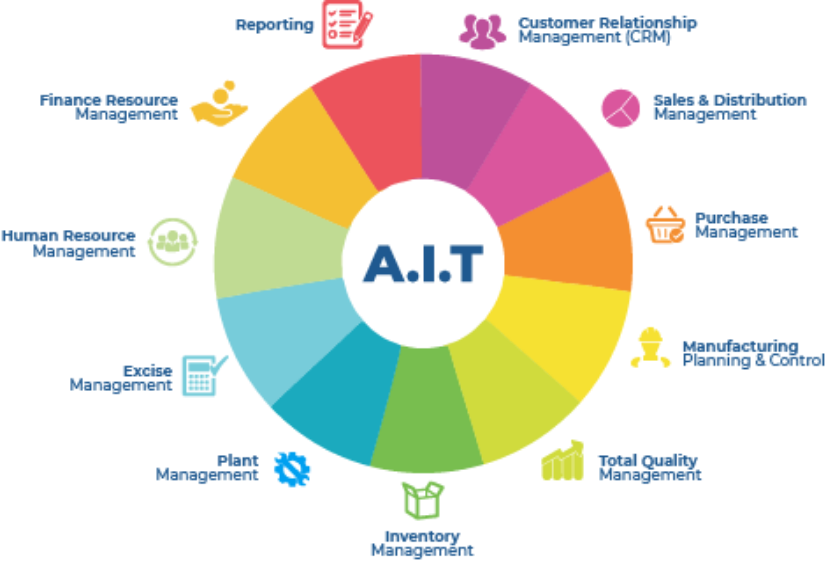 Reporting
Customer Relationship
Management (CRM)
Finance Resource
Management
Sales & Distribution
Management
Human Resource
Management
Purchase
Management
A.I.T
Manufacturing
Planning & Control
Excise
Management
Plant
Management
Total Quality
Management
Inventory
Management